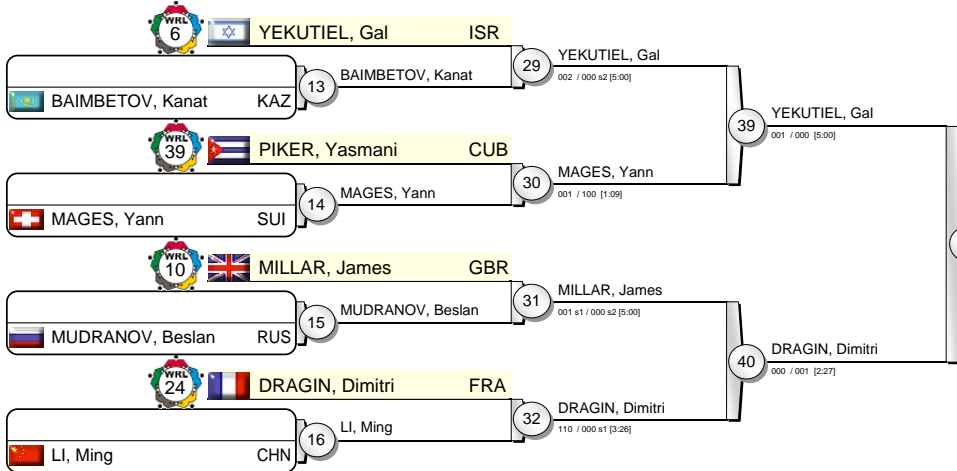 WRL
6
YEKUTIEL, Gal ISR
BAIMBETOV, Kanat KAZ
13
BAIMBETOV, Kanat
29
YEKUTIEL, Gal
002 / 000 s2 [5:00]
WRL
39
PIKER, Yasmani CUB
MAGES, Yann SUI
14
MAGES, Yann
30
MAGES, Yann
001 / 100 [1:09]
39
YEKUTIEL, Gal
001 / 000 [5:00]
WRL
10
MILLAR, James GBR
MUDRANOV, Beslan RUS
15
MUDRANOV, Beslan
31
MILLAR, James
001 s1 / 000 s2 [5:00]
WRL
24
DRAGIN, Dimitri FRA
LI, Ming CHN
16
LI, Ming
32
DRAGIN, Dimitri
110 / 000 s1 [3:26]
40
DRAGIN, Dimitri
000 / 001 [2:27]